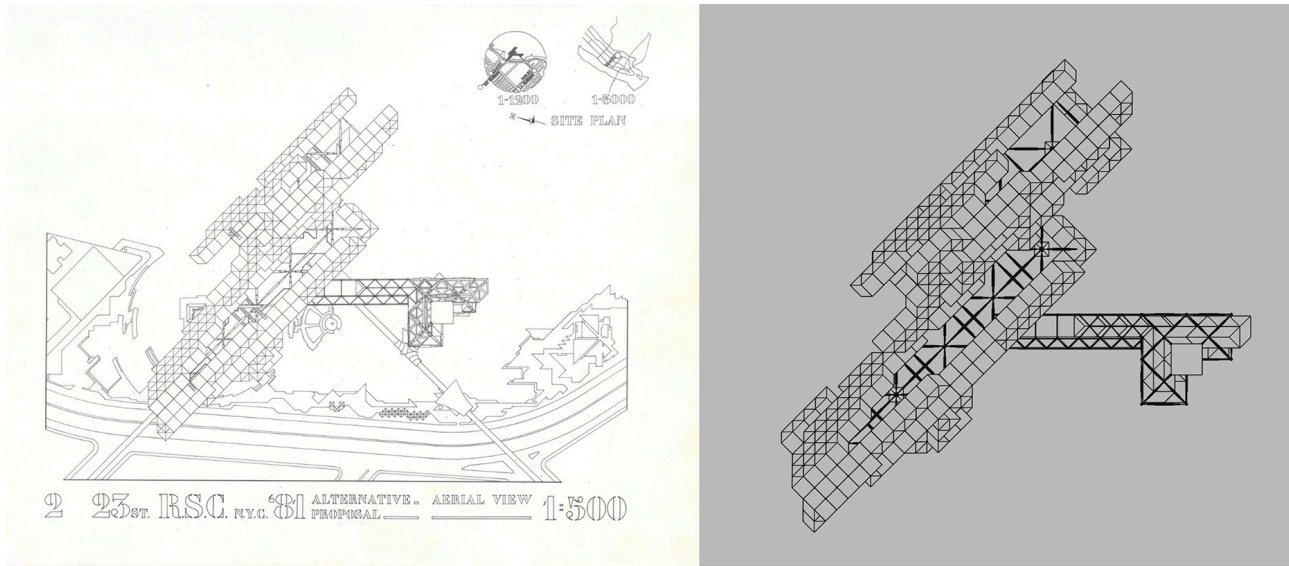 1-1200 1-5000
SITE PLAN
2 23ST. R.S.C. N.Y.C. '81 ALTERNATIVE - PROPOSAL AERIAL VIEW 1:500